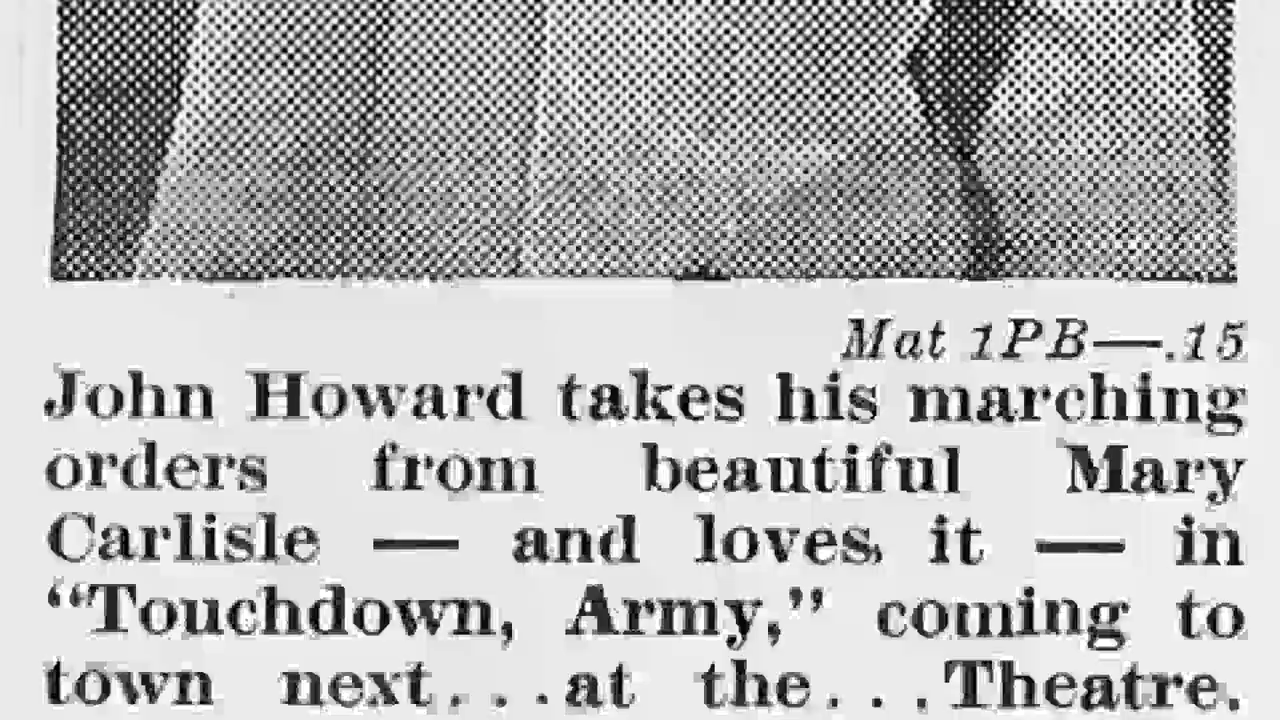 Mat 1PB—.15
John Howard takes his marching
orders from beautiful Mary
Carlisle — and loves it — in
“Touchdown, Army,” coming to
town next...at the...Theatre.